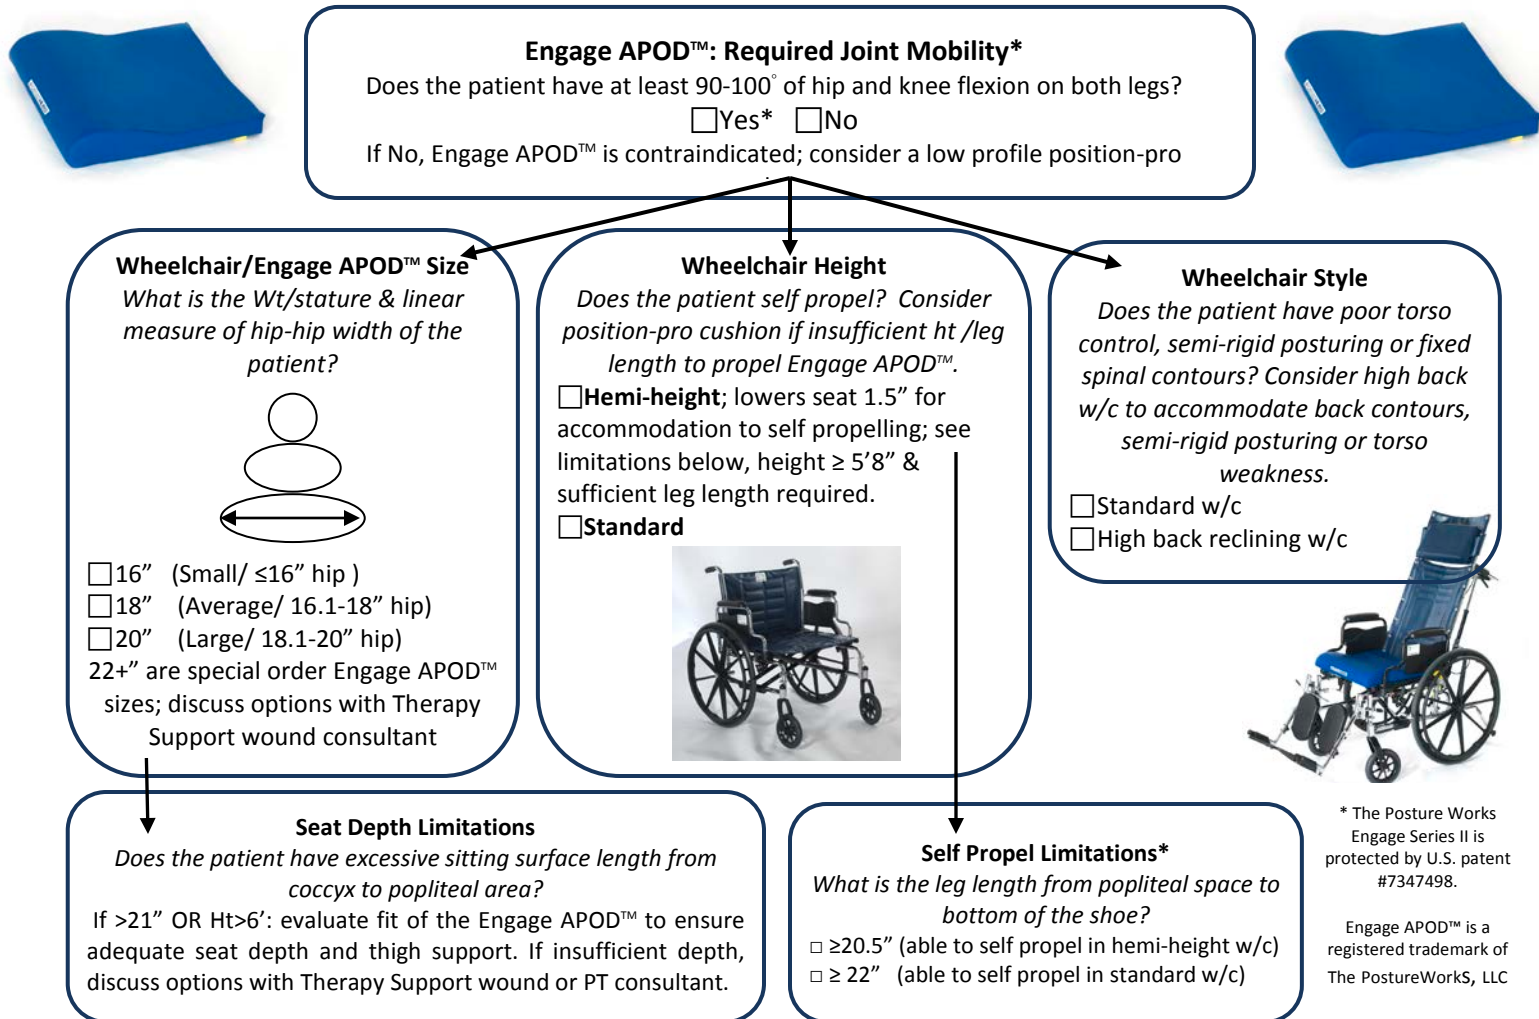 Engage APOD™: Required Joint Mobility*
Does the patient have at least 90-100° of hip and knee flexion on both legs?
☐Yes* ☐No
If No, Engage APOD™ is contraindicated; consider a low profile position-pro
.
Wheelchair/Engage APOD™ Size
What is the Wt/stature & linear
measure of hip-hip width of the
patient?
☐16” (Small/ ≤16” hip )
☐18” (Average/ 16.1-18” hip)
☐20” (Large/ 18.1-20” hip)
22+” are special order Engage APOD™
sizes; discuss options with Therapy
Support wound consultant
Wheelchair Height
Does the patient self propel? Consider
position-pro cushion if insufficient ht /leg
length to propel Engage APOD™.
☐Hemi-height; lowers seat 1.5” for
accommodation to self propelling; see
limitations below, height ≥ 5’8” &
sufficient leg length required.
☐Standard
Wheelchair Style
Does the patient have poor torso
control, semi-rigid posturing or fixed
spinal contours? Consider high back
w/c to accommodate back contours,
semi-rigid posturing or torso
weakness.
☐Standard w/c
☐High back reclining w/c
Seat Depth Limitations
Does the patient have excessive sitting surface length from
coccyx to popliteal area?
If >21” OR Ht>6’: evaluate fit of the Engage APOD™ to ensure
adequate seat depth and thigh support. If insufficient depth,
discuss options with Therapy Support wound or PT consultant.
Self Propel Limitations*
What is the leg length from popliteal space to
bottom of the shoe?
□ ≥20.5” (able to self propel in hemi-height w/c)
□ ≥ 22” (able to self propel in standard w/c)
* The Posture Works
Engage Series II is
protected by U.S. patent
#7347498.
Engage APOD™ is a
registered trademark of
The PostureWorks, LLC